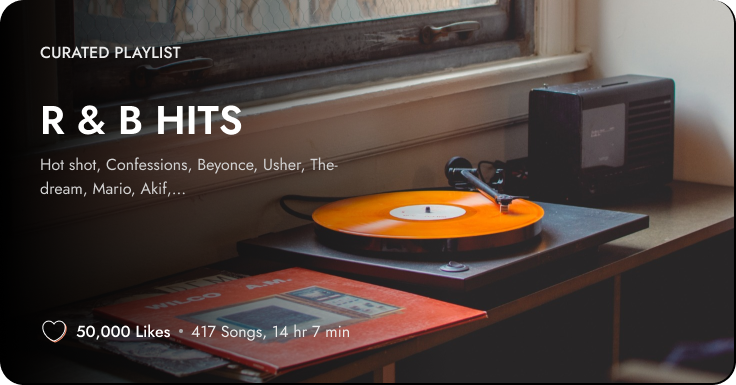 CURATED PLAYLIST
R & B HITS
Hot shot, Confessions, Beyonce, Usher, The-
dream, Mario, Akif,...
WILCO A.M.
50,000 Likes • 417 Songs, 14 hr 7 min